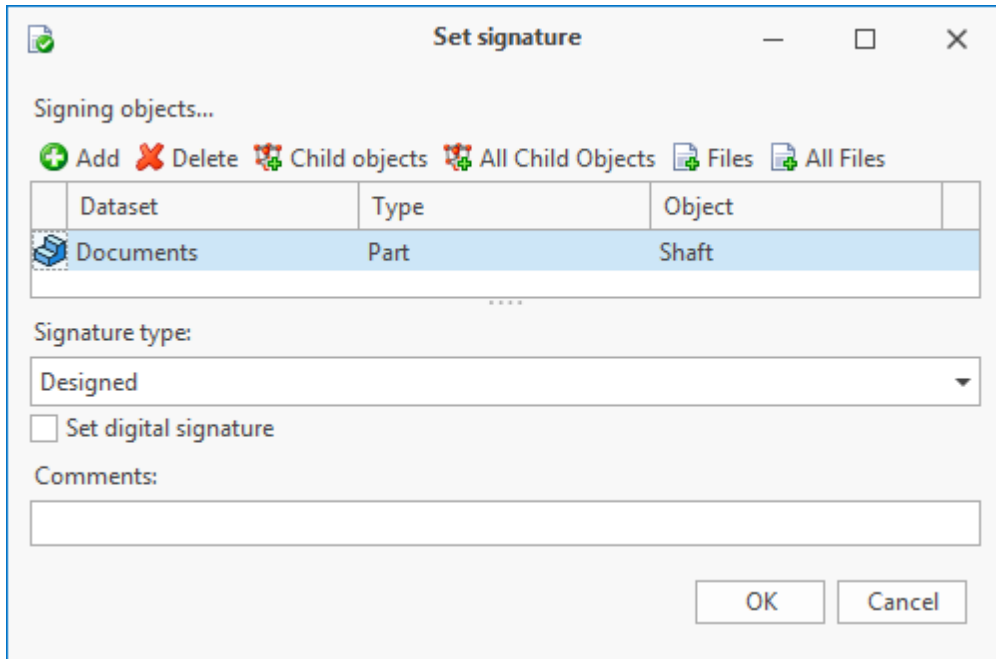 Set signature
Signing objects...
Add Delete Child objects All Child Objects Files All Files
Dataset Type Object
Documents Part Shaft
Signature type:
Designed
Set digital signature
Comments:
OK Cancel